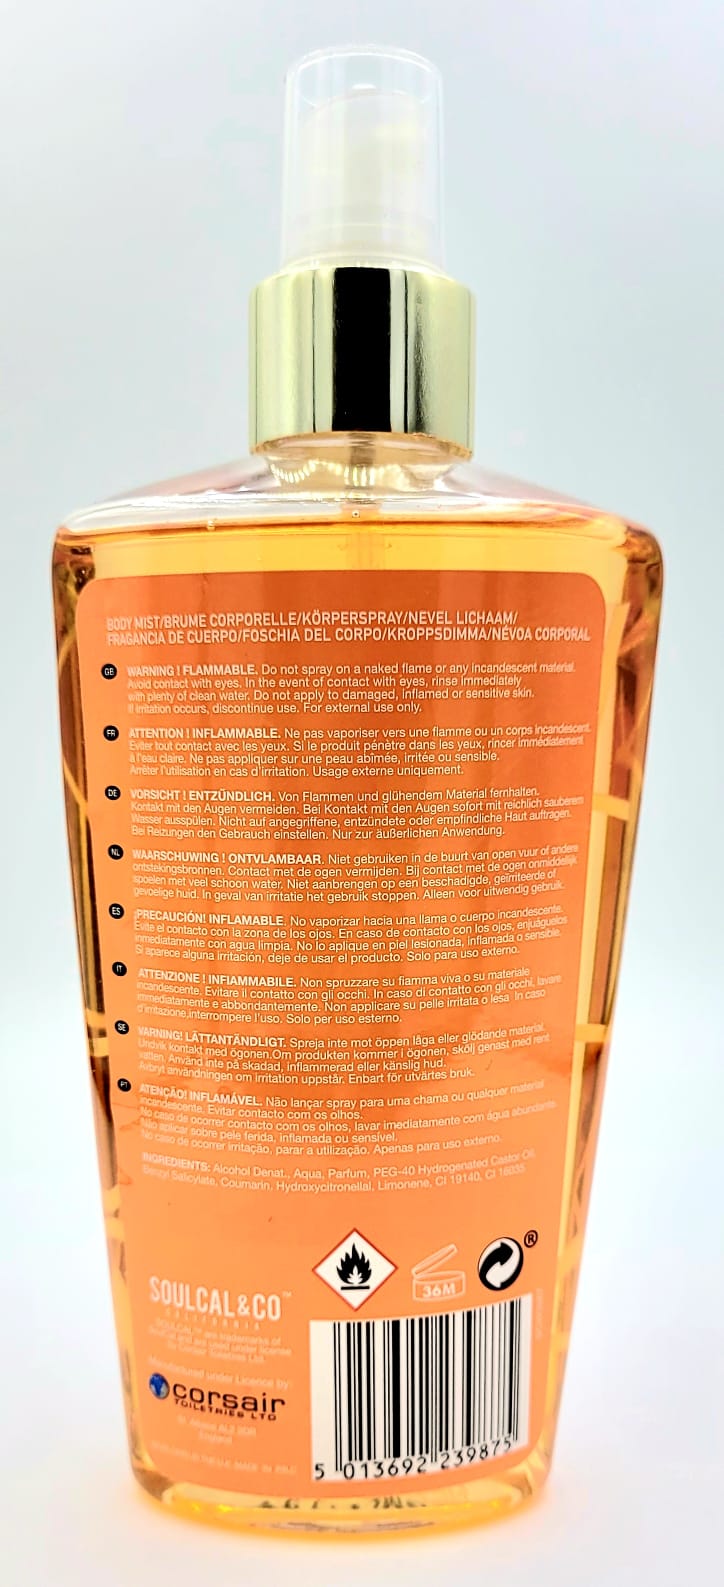 BODY MIST/BRUME CORPORELLE/KÖRPERSPRAY/NEVEL LICHAAM/
FRAGANCIA DE CUERPO/FOSCHIA DEL CORPO/KROPPSDIMMA/NÉVOA CORPORAL
GB WARNING ! FLAMMABLE. Do not spray on a naked flame or any incandescent material.
Avoid contact with eyes. In the event of contact with eyes, rinse immediately
with plenty of clean water. Do not apply to damaged, inflamed or sensitive skin.
If irritation occurs, discontinue use. For external use only.
FR ATTENTION ! INFLAMMABLE. Ne pas vaporiser vers une flamme ou un corps incandescent.
Eviter tout contact avec les yeux. Si le produit pénètre dans les yeux, rincer immédiatement
à l'eau claire. Ne pas appliquer sur une peau abîmée, irritée ou sensible.
Arrêter l'utilisation en cas d'irritation. Usage externe uniquement.
DE VORSICHT ! ENTZÜNDLICH. Von Flammen und glühendem Material fernhalten.
Kontakt mit den Augen vermeiden. Bei Kontakt mit den Augen sofort mit reichlich sauberem
Wasser ausspülen. Nicht auf angegriffene, entzündete oder empfindliche Haut auftragen.
Bei Reizungen den Gebrauch einstellen. Nur zur äußerlichen Anwendung.
NL WAARSCHUWING ! ONTVLAMBAAR. Niet gebruiken in de buurt van open vuur of andere
ontstekingsbronnen. Contact met de ogen vermijden. Bij contact met de ogen onmiddelijk
spoelen met veel schoon water. Niet aanbrengen op een beschadigde, geïrriteerde of
gevoelige huid. In geval van irritatie het gebruik stoppen. Alleen voor uitwendig gebruik.
ES ¡PRECAUCIÓN! INFLAMABLE. No vaporizar hacia una llama o cuerpo incandescente.
Evite el contacto con la zona de los ojos. En caso de contacto con los ojos, enjuáguelos
inmediatamente con agua limpia. No lo aplique en piel lesionada, inflamada o sensible.
Si aparece alguna irritación, deje de usar el producto. Solo para uso externo.
IT ATTENZIONE ! INFIAMMABILE. Non spruzzare su fiamma viva o su materiale
incandescente. Evitare il contatto con gli occhi. In caso di contatto con gli occhi, lavare
immediatamente e abbondantemente. Non applicare su pelle irritata o lesa. In caso
d'irritazione,interrompere l'uso. Solo per uso esterno.
SE VARNING! LÄTTANTÄNDLIGT. Spreja inte mot öppen låga eller glödande material.
Undvik kontakt med ögonen.Om produkten kommer i ögonen, skölj genast med rent
vatten. Använd inte på skadad, inflammerad eller känslig hud.
Avbryt användningen om irritation uppstår. Enbart för utvärtes bruk.
PT ATENÇÃO! INFLAMÁVEL. Não lançar spray para uma chama ou qualquer material
incandescente. Evitar contacto com os olhos.
No caso de ocorrer contacto com os olhos, lavar imediatamente com água abundante.
Não aplicar sobre pele ferida, inflamada ou sensível.
No caso de ocorrer irritação, parar a utilização. Apenas para uso externo.
INGREDIENTS: Alcohol Denat., Aqua, Parfum, PEG-40 Hydrogenated Castor Oil,
Benzyl Salicylate, Coumarin, Hydroxycitronellal, Limonene, CI 19140, CI 16035
36M
®
SOULCAL&CO™
CALIFORNIA
SOULCAL™ are trademarks of
SoulCal and are used under license
by Corsair Toiletries Ltd.
Manufactured under Licence by:
corsair
TOILETRIES LTD
St. Albans AL2 2DR
England
5 013692 239875